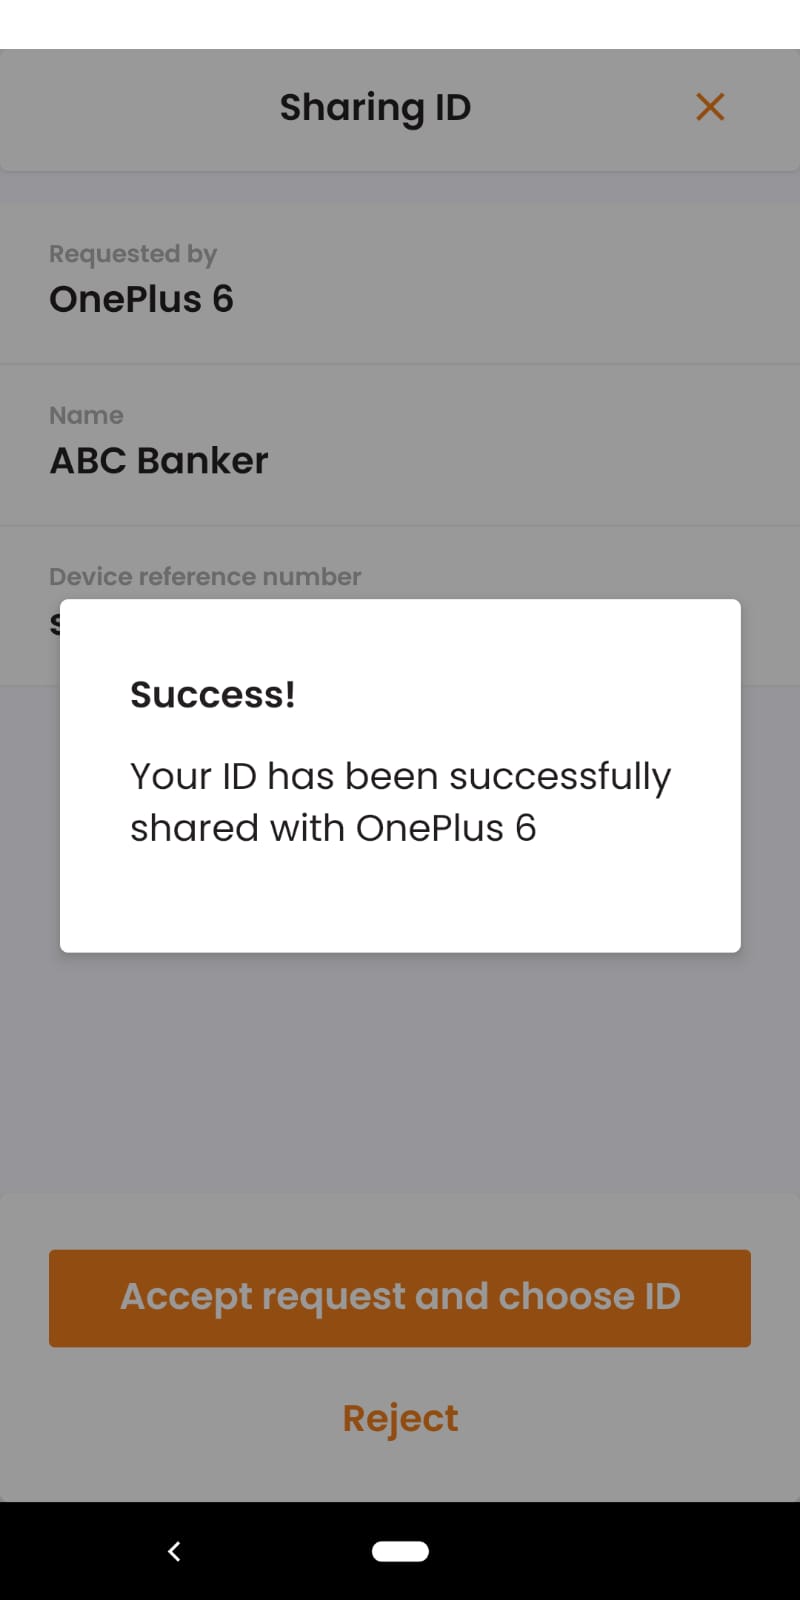 Sharing ID
Requested by
OnePlus 6
Name
ABC Banker
Device reference number
Success!
Your ID has been successfully
shared with OnePlus 6
Accept request and choose ID
Reject